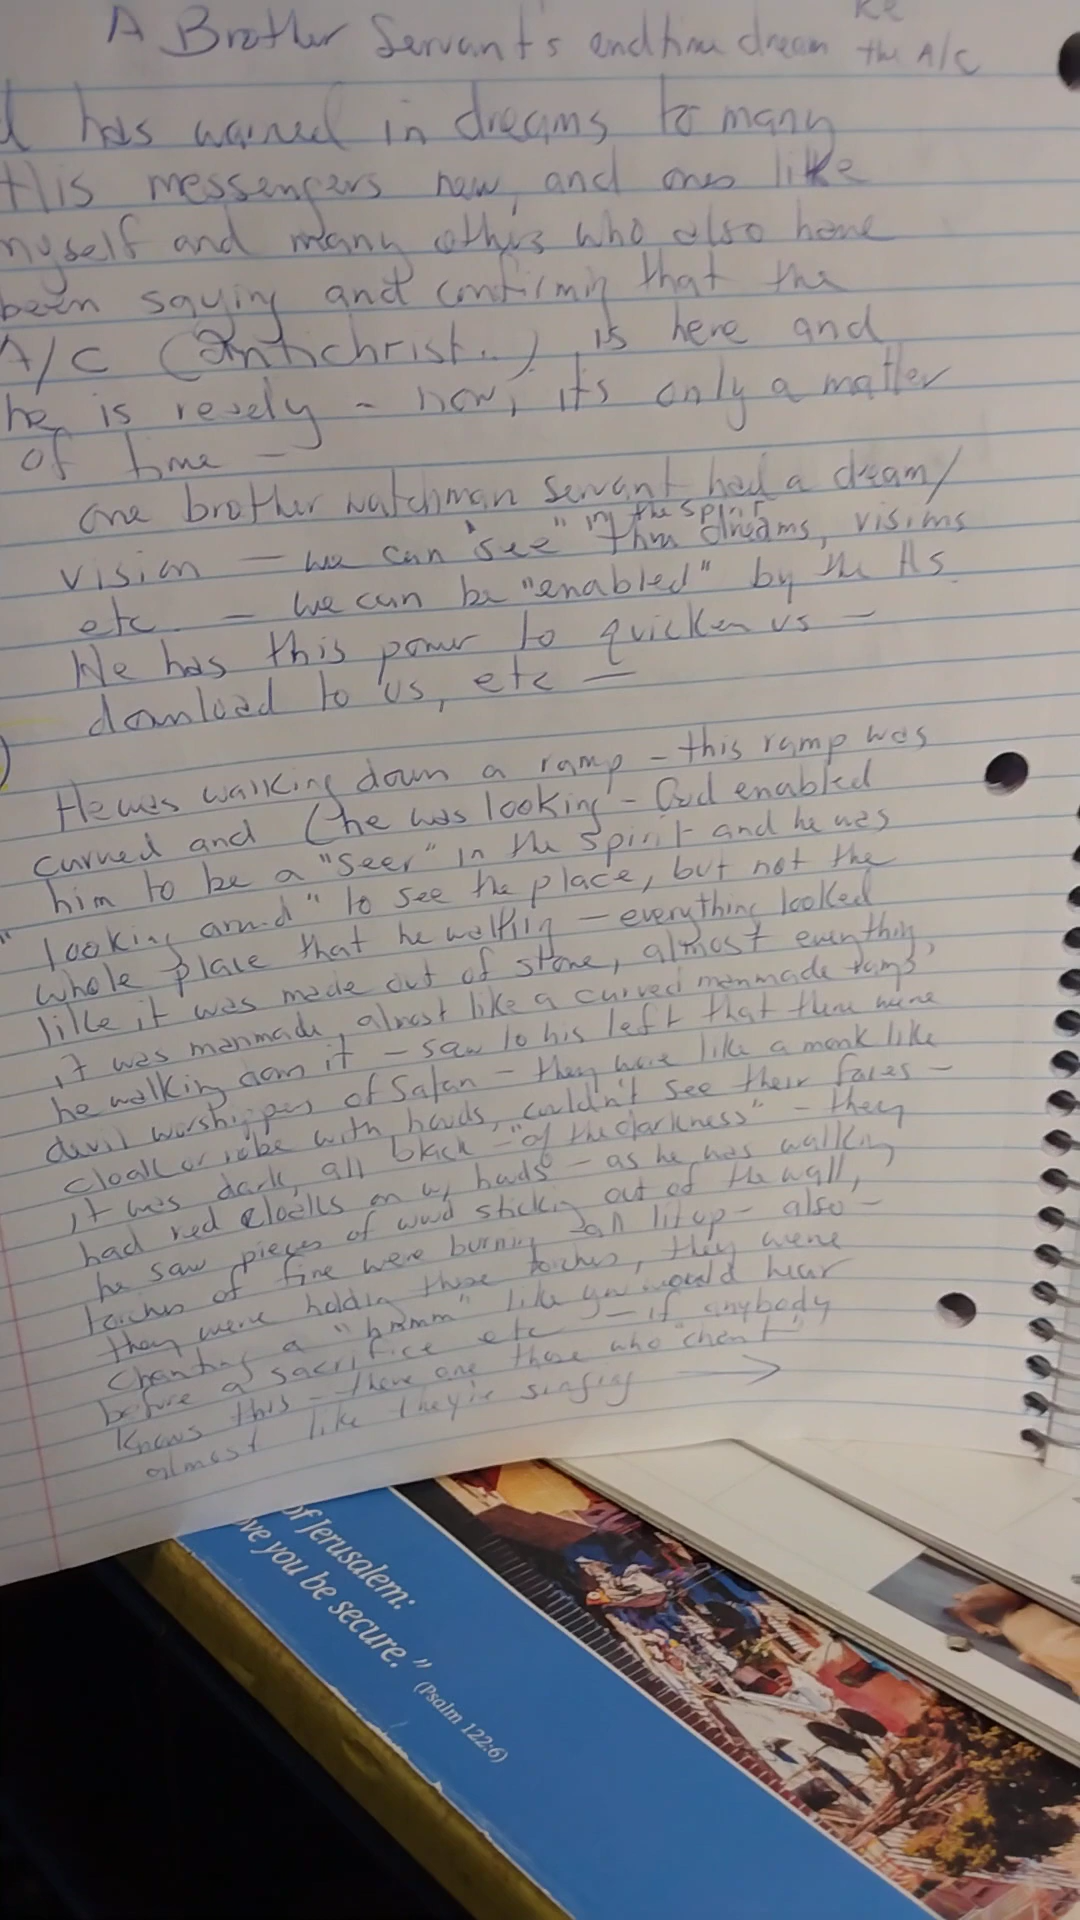 Re
A Brother Servant's endtime dream the A/C
has warned in dreams to many
His messengers now, and ones like
myself and many others who also have
been saying and confirming that the
A/C (Antichrist..) is here and
he is ready - now, it's only a matter
of time -
one brother watchman servant had a dream/
vision - we can "see" "in the spirit" thru dreams, visions
etc. - we can be "enabled" by the HS
He has this power to quicken us -
download to us, etc -
He was walking down a ramp - this ramp was
curved and (he was looking - God enabled
him to be a "seer" in the spirit and he was
"looking around" to see the place, but not the
whole place that he walking - everything looked
like it was made out of stone, almost everything,
it was manmade, almost like a curved manmade ramp,
he walking down it - saw to his left that there were
devil worshippers of Satan - they were like a monk like
cloak or robe with hoods, couldn't see their faces -
it was dark, all black - "of the darkness" - they
had red cloaks on w/ hoods - as he was walking
he saw pieces of wood sticking out of the wall,
torches of fire were burning all lit up - also -
they were holding these torches, they were
chanting a "hmmm" like you would hear
before a sacrifice etc - if anybody
knows this - there are those who "chant"
almost like they're singing →
of Jerusalem:
ve you be secure."
(Psalm 122:6)